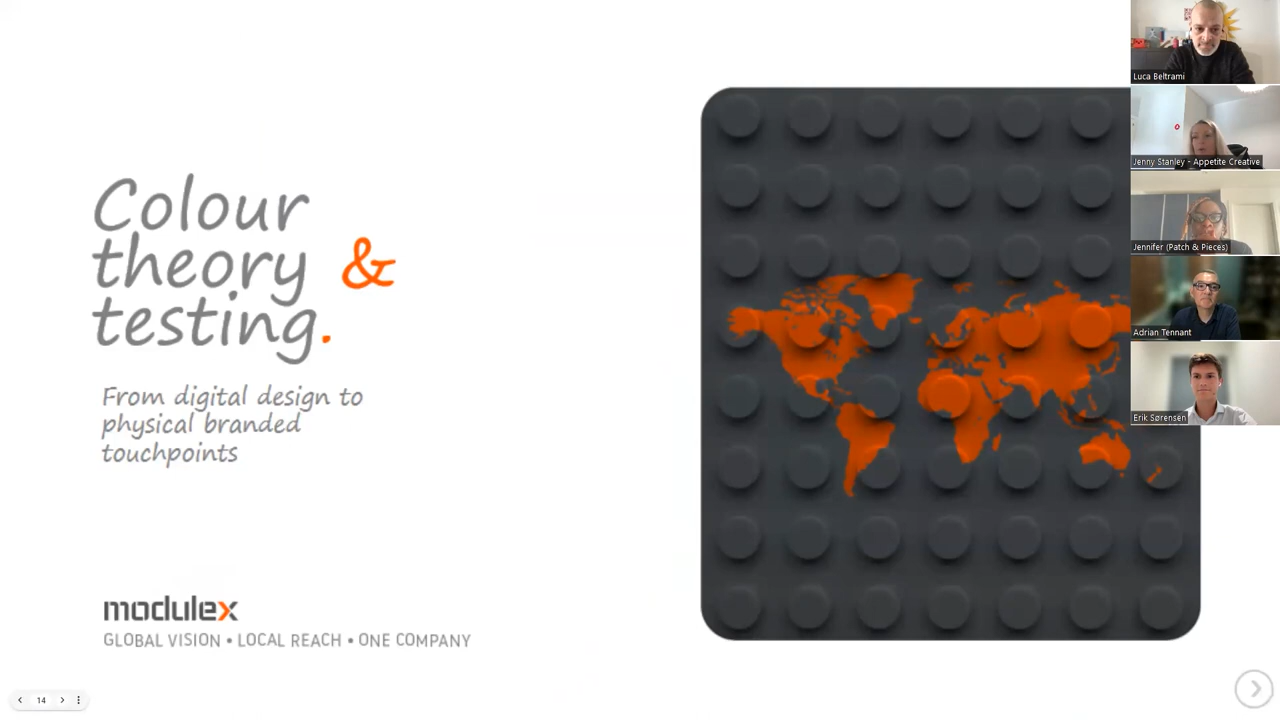 Colour
theory &
testing.
From digital design to
physical branded
touchpoints
modulex
GLOBAL VISION • LOCAL REACH • ONE COMPANY
14
Luca Beltrami
Jenny Stanley - Appetite Creative
Jennifer (Patch & Pieces)
Adrian Tennant
Erik Sørensen